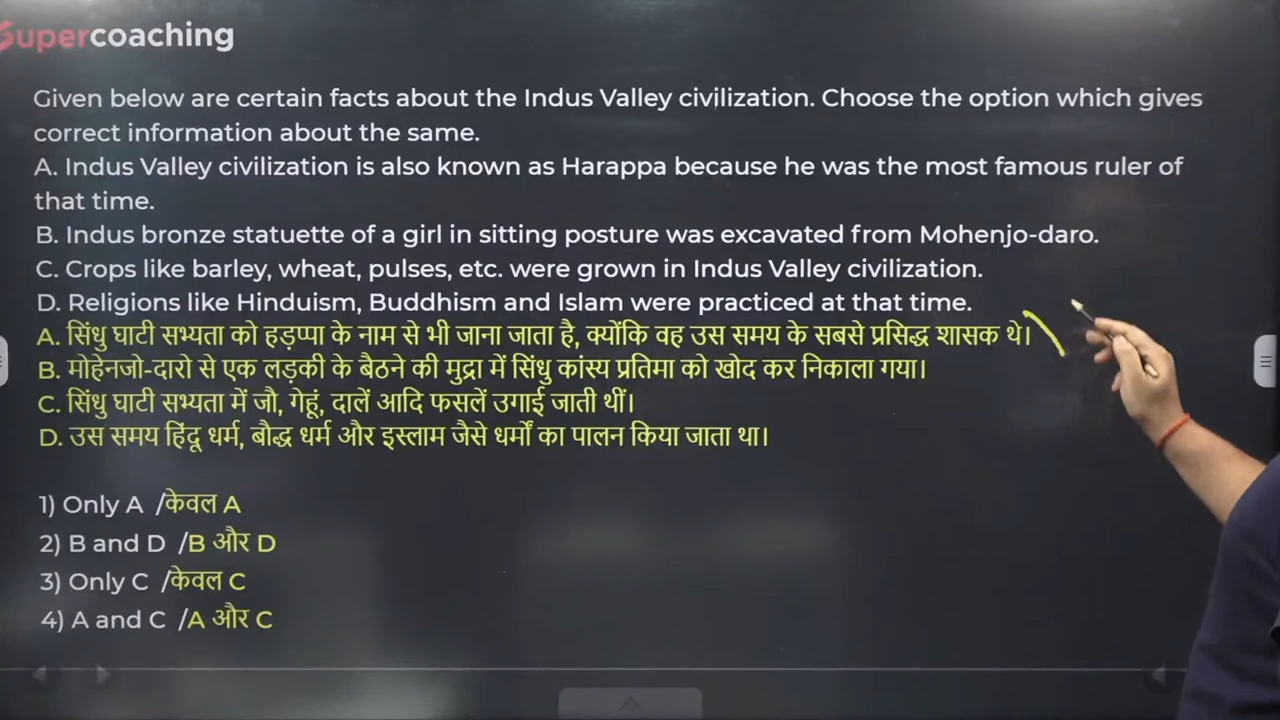 Supercoaching
Given below are certain facts about the Indus Valley civilization. Choose the option which gives
correct information about the same.
A. Indus Valley civilization is also known as Harappa because he was the most famous ruler of
that time.
B. Indus bronze statuette of a girl in sitting posture was excavated from Mohenjo-daro.
C. Crops like barley, wheat, pulses, etc. were grown in Indus Valley civilization.
D. Religions like Hinduism, Buddhism and Islam were practiced at that time.
A. सिंधु घाटी सभ्यता को हड़प्पा के नाम से भी जाना जाता है, क्योंकि वह उस समय के सबसे प्रसिद्ध शासक थे।
B. मोहेनजो-दारो से एक लड़की के बैठने की मुद्रा में सिंधु कांस्य प्रतिमा को खोद कर निकाला गया।
C. सिंधु घाटी सभ्यता में जौ, गेहूं, दालें आदि फसलें उगाई जाती थीं।
D. उस समय हिंदू धर्म, बौद्ध धर्म और इस्लाम जैसे धर्मों का पालन किया जाता था।
1) Only A /केवल A
2) B and D /B और D
3) Only C /केवल C
4) A and C /A और C